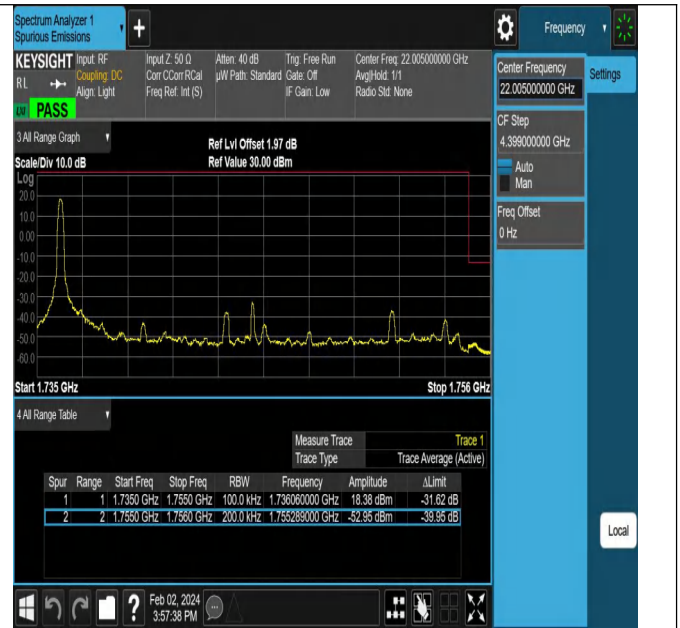 Spectrum Analyzer 1
Spurious Emissions
+
Frequency
KEYSIGHT Input: RF
RL
Coupling: DC
Align: Light
Input Z: 50 Ω
Corr CCorr RCal
Freq Ref: Int (S)
Atten: 40 dB
µW Path: Standard
Trig: Free Run
Gate: Off
IF Gain: Low
Center Freq: 22.005000000 GHz
Avg|Hold: 1/1
Radio Std: None
PASS
Center Frequency
22.005000000 GHz
Settings
CF Step
4.399000000 GHz
Auto
Man
Freq Offset
0 Hz
3 All Range Graph
Scale/Div 10.0 dB
Ref Lvl Offset 1.97 dB
Ref Value 30.00 dBm
Log
20.0
10.0
0.00
-10.0
-20.0
-30.0
-40.0
-50.0
-60.0
Start 1.735 GHz
Stop 1.756 GHz
4 All Range Table
Measure Trace Trace 1
Trace Type Trace Average (Active)
Spur Range Start Freq Stop Freq RBW Frequency Amplitude ΔLimit
1 1 1.7350 GHz 1.7550 GHz 100.0 kHz 1.736060000 GHz 18.38 dBm -31.62 dB
2 2 1.7550 GHz 1.7560 GHz 200.0 kHz 1.755289000 GHz -52.95 dBm -39.95 dB
Local
?
Feb 02, 2024
3:57:38 PM